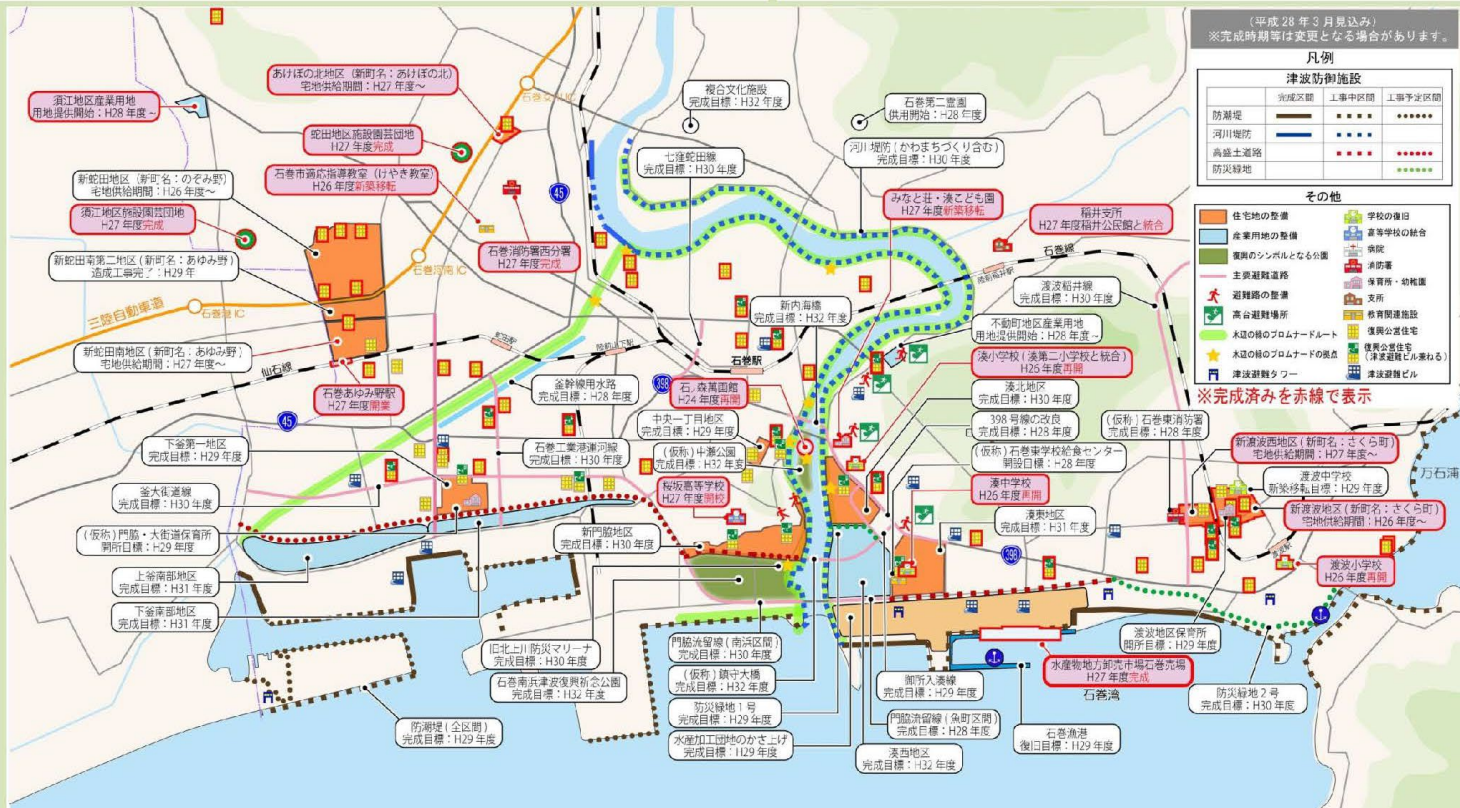 (平成28年3月見込み)
※完成時期等は変更となる場合があります。
凡例
津波防御施設
完成区間 工事中区間 工事予定区間
防潮堤
河川堤防
高盛土道路
防災緑地
その他
住宅地の整備
産業用地の整備
復興のシンボルとなる公園
主要避難道路
避難路の整備
高台避難場所
水辺の緑のプロムナードルート
水辺の緑のプロムナードの拠点
津波避難タワー
学校の復旧
高等学校の統合
病院
消防署
保育所・幼稚園
支所
教育関連施設
復興公営住宅
復興公営住宅
(津波避難ビル兼ねる)
津波避難ビル
※完成済みを赤線で表示
須江地区産業用地
用地提供開始:H28年度~
あけぼの北地区(新町名:あけぼの北)
宅地供給期間:H27年度~
蛇田地区施設園芸団地
H27年度完成
石巻市適応指導教室(けやき教室)
H26年度新築移転
新蛇田地区(新町名:のぞみ野)
宅地供給期間:H26年度~
須江地区施設園芸団地
H27年度完成
石巻消防署西分署
H27年度完成
新蛇田南第二地区(新町名:あゆみ野)
造成工事完了:H29年
新蛇田南地区(新町名:あゆみ野)
宅地供給期間:H27年度~
石巻あゆみ野駅
H27年度開業
複合文化施設
完成目標:H32年度
石巻第二霊園
供用開始:H28年度
七窪蛇田線
完成目標:H30年度
河川堤防(かわまちづくり含む)
完成目標:H30年度
みなと荘・湊こども園
H27年度新築移転
稲井支所
H27年度稲井公民館と統合
渡波稲井線
完成目標:H30年度
新内海橋
完成目標:H32年度
不動町地区産業用地
用地提供開始:H28年度~
湊小学校(湊第二小学校と統合)
H26年度再開
石ノ森萬画館
H24年度再開
湊北地区
完成目標:H30年度
釜幹線用水路
完成目標:H28年度
中央一丁目地区
完成目標:H29年度
398号線の改良
完成目標:H28年度
(仮称)石巻東消防署
完成目標:H28年度
新渡波西地区(新町名:さくら町)
宅地供給期間:H27年度~
下釜第一地区
完成目標:H29年度
石巻工業港運河線
完成目標:H30年度
(仮称)中瀬公園
完成目標:H32年度
(仮称)石巻東学校給食センター
開設目標:H28年度
渡波中学校
新築移転目標:H29年度
釜大街道線
完成目標:H30年度
桜坂高等学校
H27年度開校
湊中学校
H26年度再開
新渡波地区(新町名:さくら町)
宅地供給期間:H26年度~
(仮称)門脇・大街道保育所
開所目標:H29年度
新門脇地区
完成目標:H30年度
湊東地区
完成目標:H31年度
渡波小学校
H26年度再開
上釜南部地区
完成目標:H31年度
下釜南部地区
完成目標:H31年度
旧北上川防災マリーナ
完成目標:H30年度
石巻南浜津波復興祈念公園
完成目標:H32年度
門脇流留線(南浜区間)
完成目標:H30年度
(仮称)鎮守大橋
完成目標:H32年度
防災緑地1号
完成目標:H29年度
水産加工団地のかさ上げ
完成目標:H29年度
御所入湊線
完成目標:H29年度
門脇流留線(魚町区間)
完成目標:H28年度
湊西地区
完成目標:H32年度
渡波地区保育所
開所目標:H29年度
水産物地方卸売市場石巻売場
H27年度完成
石巻漁港
復旧目標:H29年度
防災緑地2号
完成目標:H30年度
防潮堤(全区間)
完成目標:H29年度
三陸自動車道
石巻河南IC
石巻港IC
仙石線
石巻線
石巻駅
陸前山下駅
陸前稲井駅
渡波駅
万石浦
石巻湾
45
45
398
398